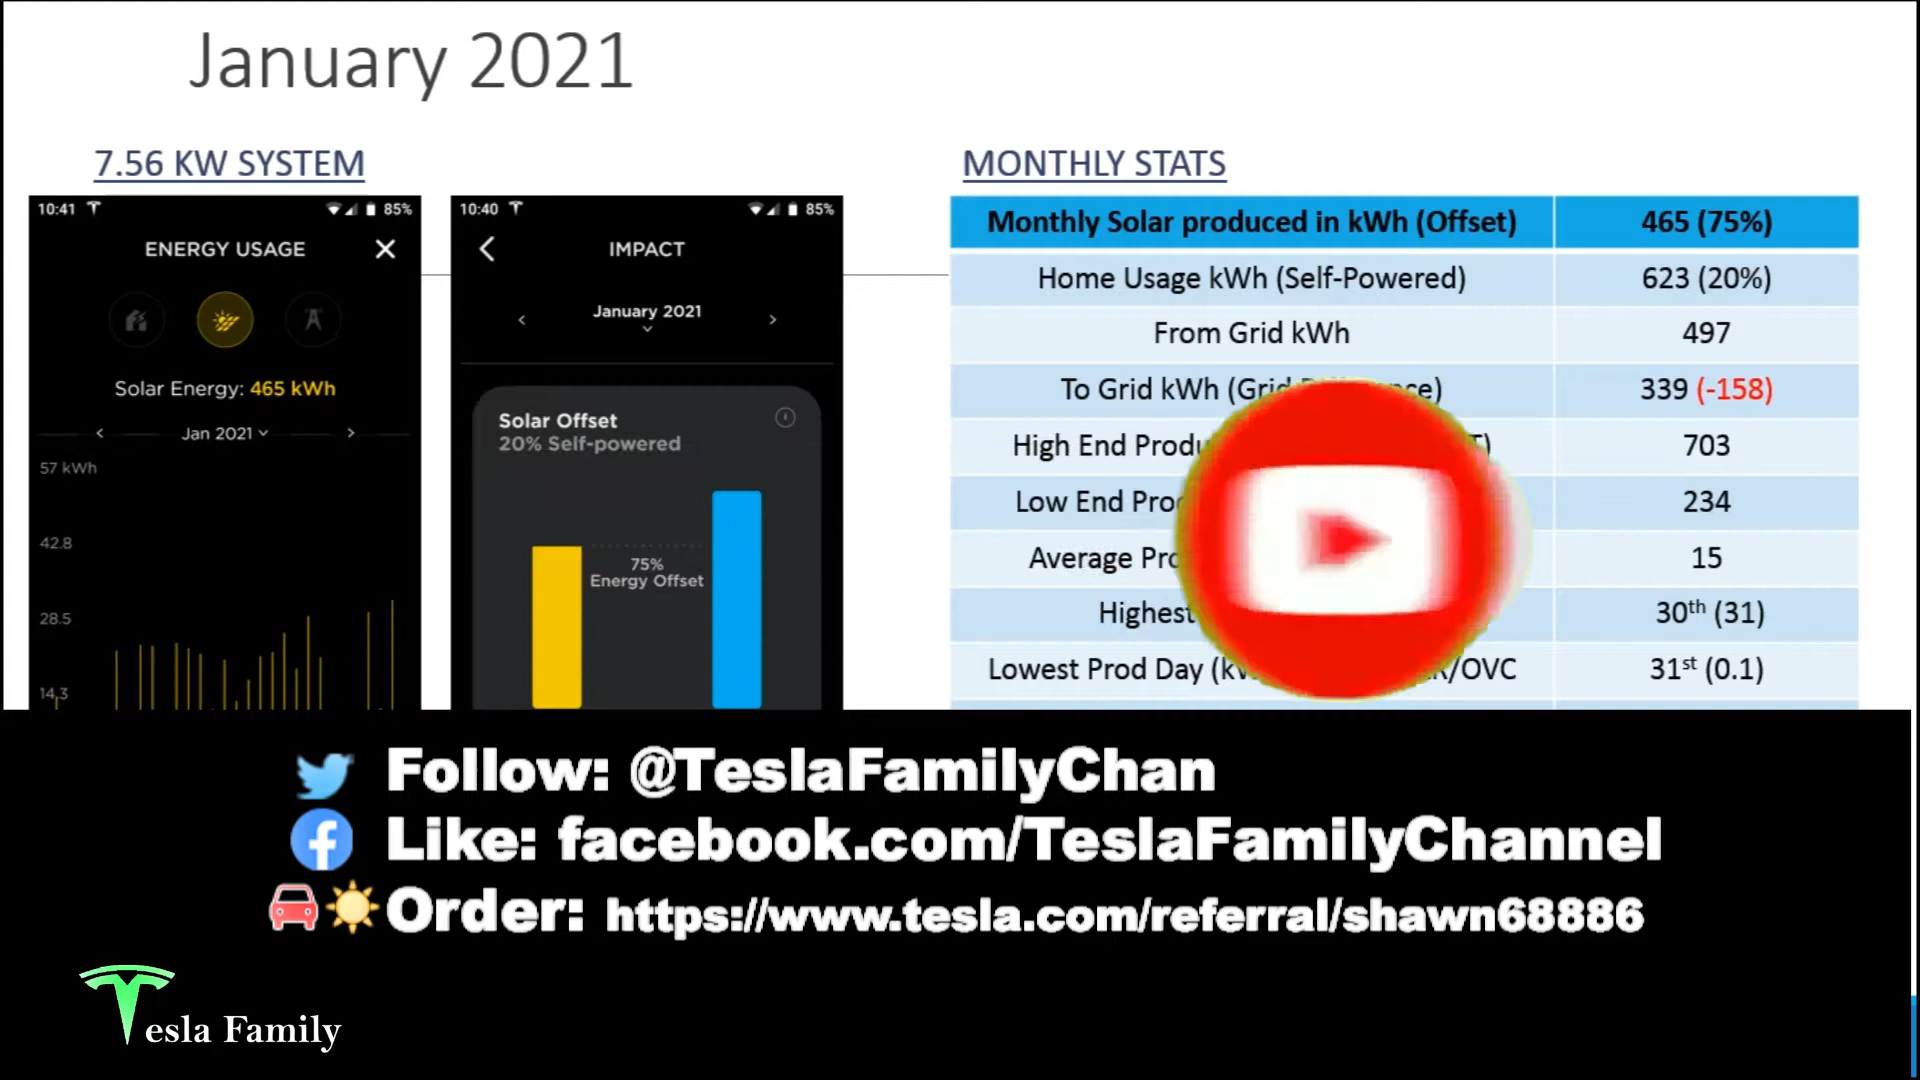 January 2021
7.56 KW SYSTEM
10:41
85%
ENERGY USAGE
Solar Energy: 465 kWh
Jan 2021
57 kWh
42.8
28.5
14.3
10:40
85%
IMPACT
January 2021
Solar Offset
20% Self-powered
75%
Energy Offset
MONTHLY STATS
Monthly Solar produced in kWh (Offset) 465 (75%)
Home Usage kWh (Self-Powered) 623 (20%)
From Grid kWh 497
To Grid kWh 339 (-158)
High End 703
Low End 234
Average 15
Highest 30th (31)
Lowest Prod Day /OVC 31st (0.1)
Follow: @TeslaFamilyChan
Like: facebook.com/TeslaFamilyChannel
Order: https://www.tesla.com/referral/shawn68886
Tesla Family